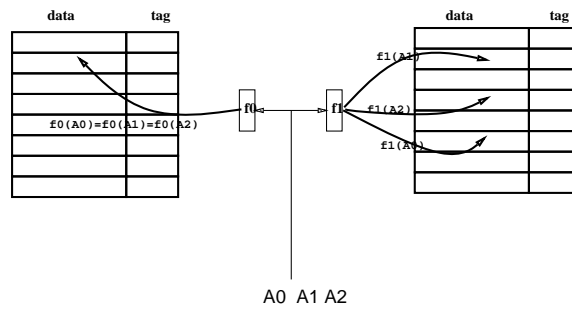 data tag
data tag
f1(A1)
f0
f1
f1(A2)
f0(A0)=f0(A1)=f0(A2)
f1(A0)
A0 A1 A2